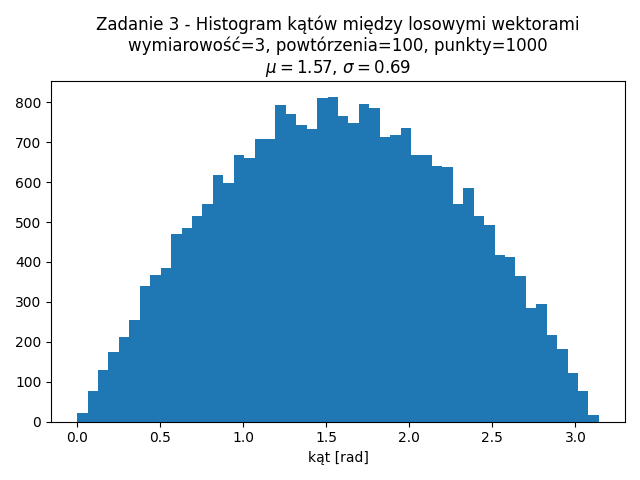 Zadanie 3 - Histogram kątów między losowymi wektorami
wymiarowość=3, powtórzenia=100, punkty=1000
μ = 1.57, σ = 0.69
800
700
600
500
400
300
200
100
0
0.0 0.5 1.0 1.5 2.0 2.5 3.0
kąt [rad]